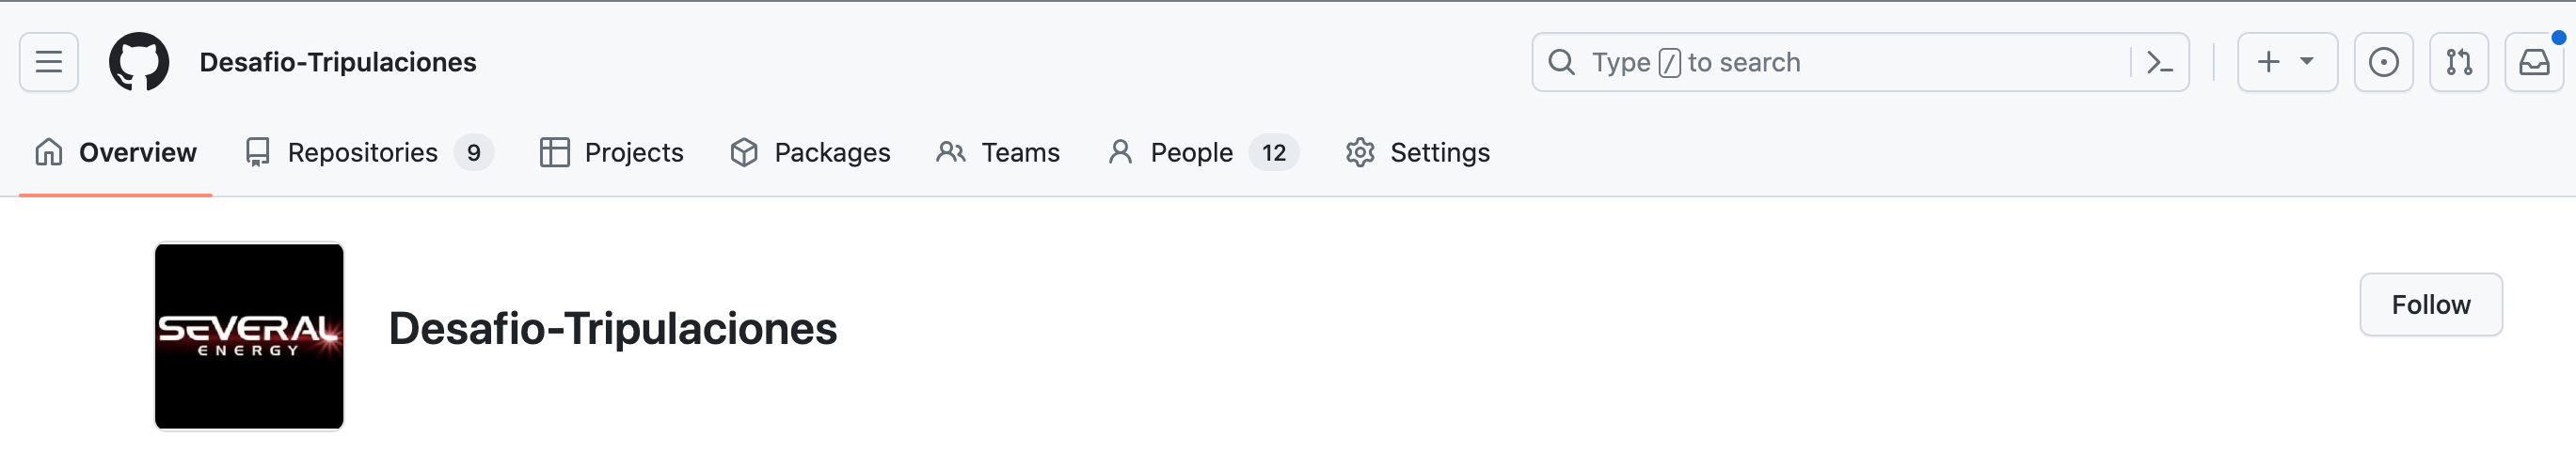 Desafio-Tripulaciones
Type / to search
Overview
Repositories 9
Projects
Packages
Teams
People 12
Settings
SEVERAL
ENERGY
Desafio-Tripulaciones
Follow